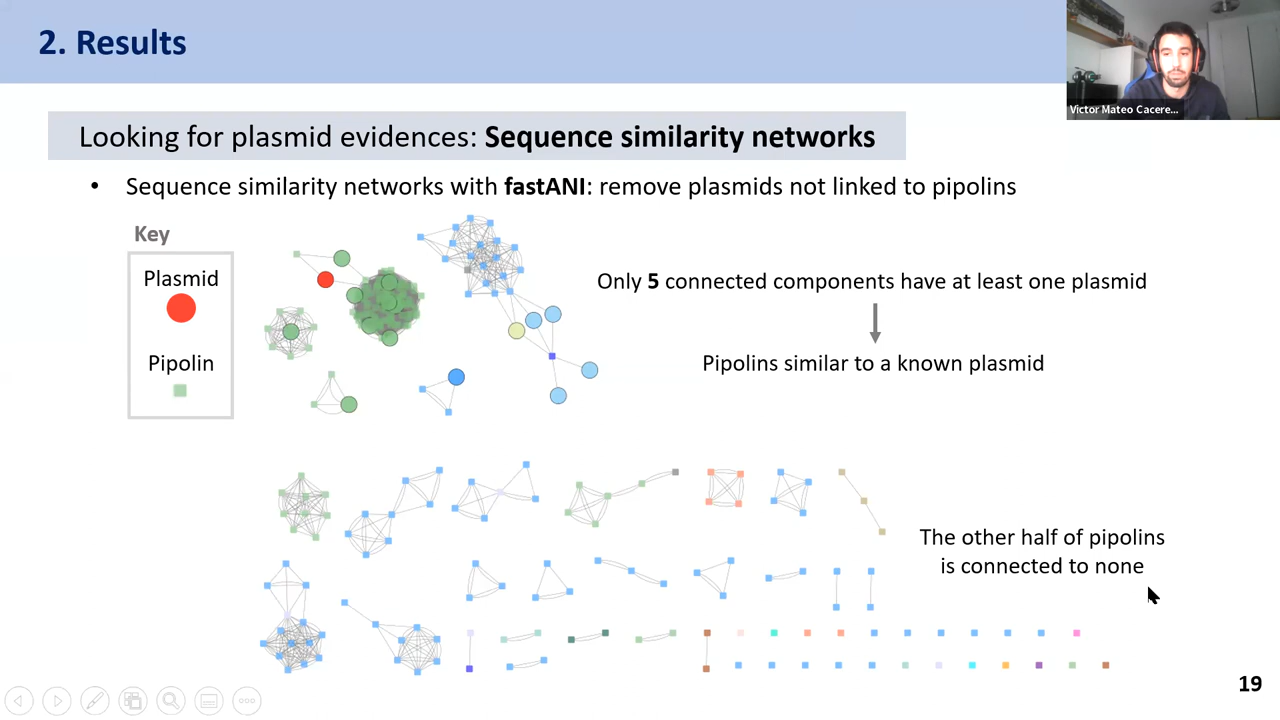 2. Results
Victor Mateo Cacere...
Looking for plasmid evidences: Sequence similarity networks
• Sequence similarity networks with fastANI: remove plasmids not linked to pipolins
Key
Plasmid
Pipolin
Only 5 connected components have at least one plasmid
Pipolins similar to a known plasmid
The other half of pipolins
is connected to none
19